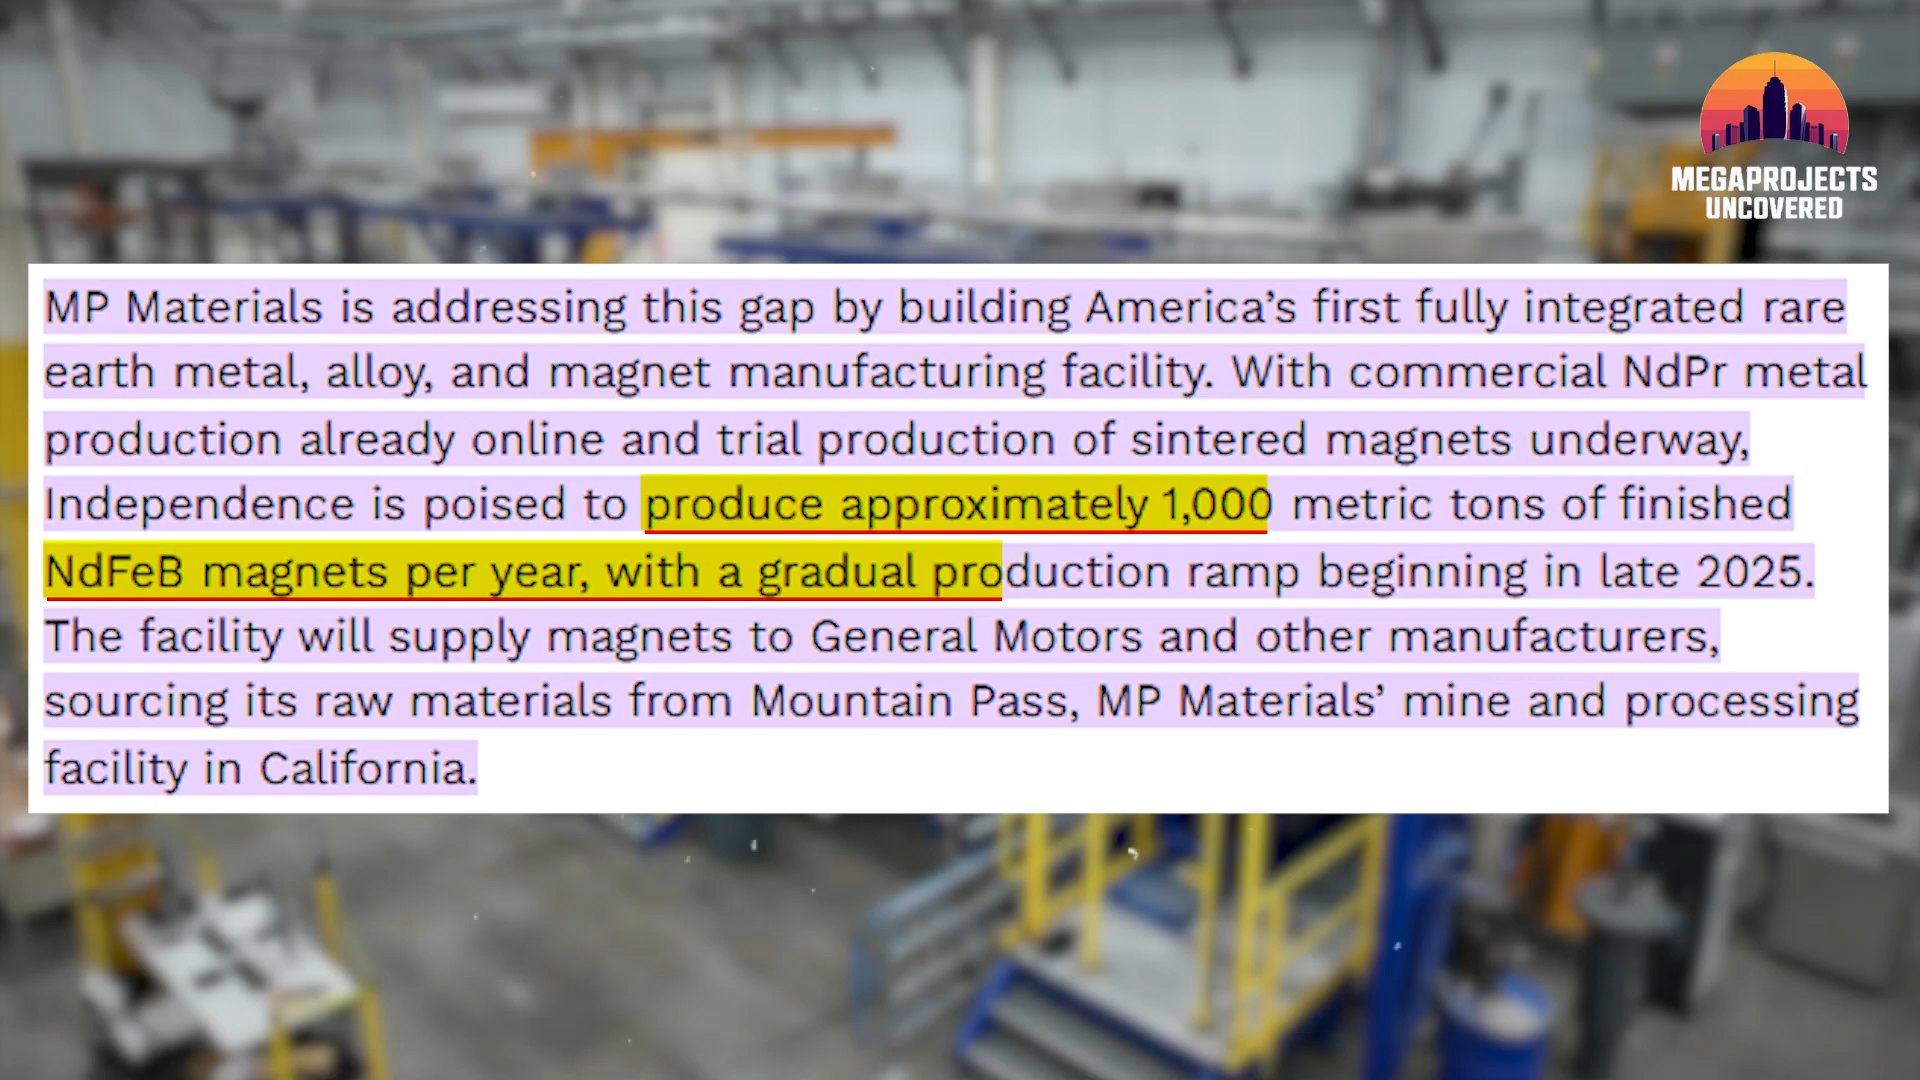 MEGAPROJECTS
UNCOVERED
MP Materials is addressing this gap by building America’s first fully integrated rare
earth metal, alloy, and magnet manufacturing facility. With commercial NdPr metal
production already online and trial production of sintered magnets underway,
Independence is poised to produce approximately 1,000 metric tons of finished
NdFeB magnets per year, with a gradual production ramp beginning in late 2025.
The facility will supply magnets to General Motors and other manufacturers,
sourcing its raw materials from Mountain Pass, MP Materials’ mine and processing
facility in California.